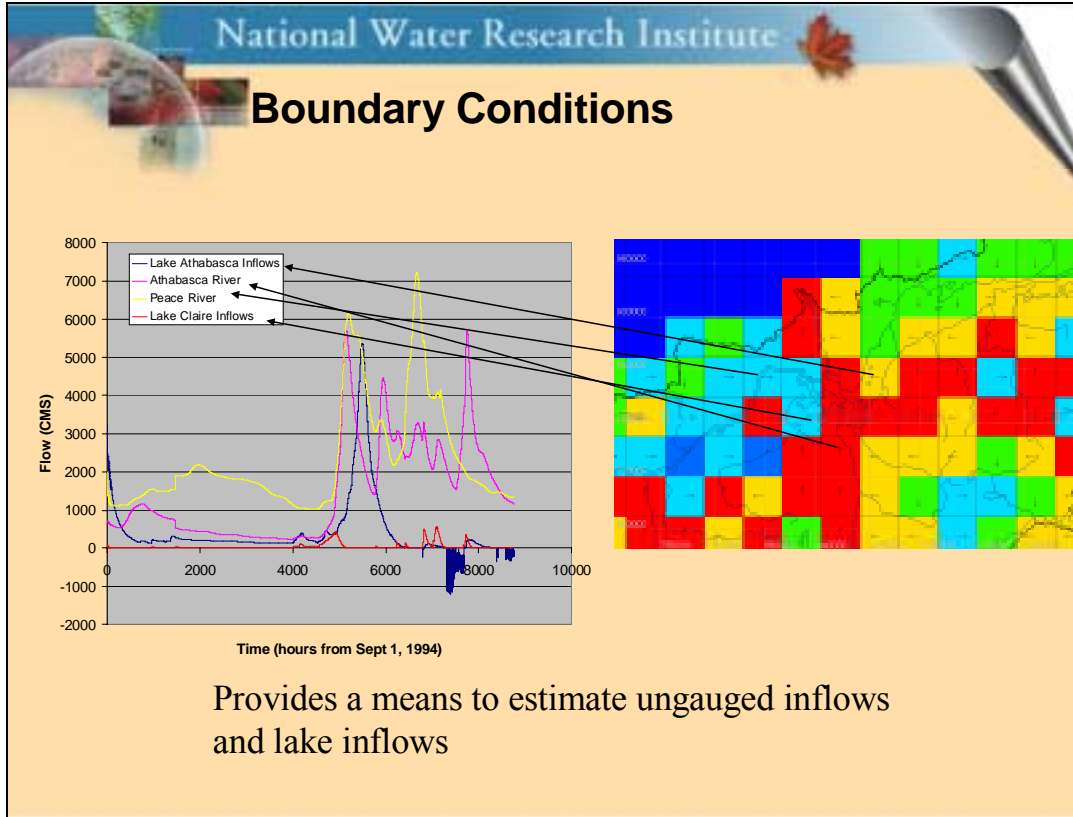 National Water Research Institute
Boundary Conditions
8000
7000
6000
5000
4000
3000
2000
1000
0
-1000
-2000
Flow (CMS)
Lake Athabasca Inflows
Athabasca River
Peace River
Lake Claire Inflows
0 2000 4000 6000 8000 10000
Time (hours from Sept 1, 1994)
Provides a means to estimate ungauged inflows
and lake inflows